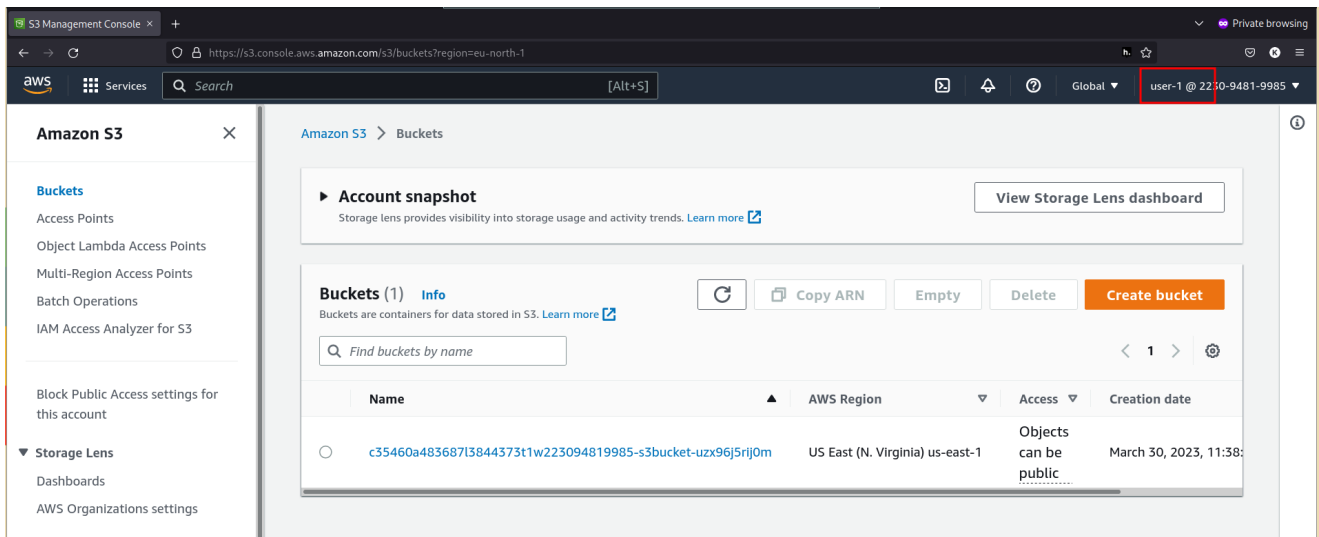 S3 Management Console × +
Private browsing
https://s3.console.aws.amazon.com/s3/buckets?region=eu-north-1
h.
K
aws Services Search [Alt+S] Global user-1 @ 2230-9481-9985
Amazon S3
Buckets
Access Points
Object Lambda Access Points
Multi-Region Access Points
Batch Operations
IAM Access Analyzer for S3
Block Public Access settings for
this account
Storage Lens
Dashboards
AWS Organizations settings
Amazon S3 > Buckets
Account snapshot
Storage lens provides visibility into storage usage and activity trends. Learn more
View Storage Lens dashboard
Buckets (1) Info
Buckets are containers for data stored in S3. Learn more
Copy ARN Empty Delete Create bucket
Find buckets by name
< 1 >
Name AWS Region Access Creation date
c35460a483687l3844373t1w223094819985-s3bucket-uzx96j5rlj0m US East (N. Virginia) us-east-1 Objects
can be
public
March 30, 2023, 11:38: